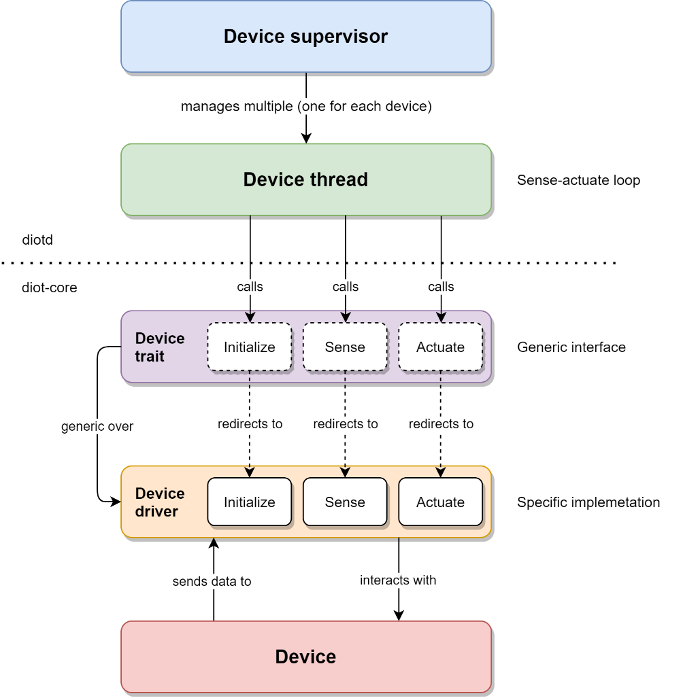 Device supervisor
manages multiple (one for each device)
Device thread
Sense-actuate loop
diotd
diot-core
calls
calls
calls
Device
trait
Initialize
Sense
Actuate
Generic interface
generic over
redirects to
redirects to
redirects to
Device
driver
Initialize
Sense
Actuate
Specific implemetation
sends data to
interacts with
Device